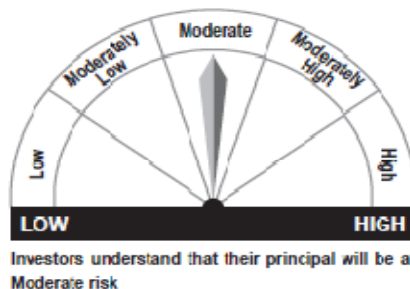 Moderate
Moderately
Low
Moderately
High
Low
High
LOW
HIGH
Investors understand that their principal will be a
Moderate risk